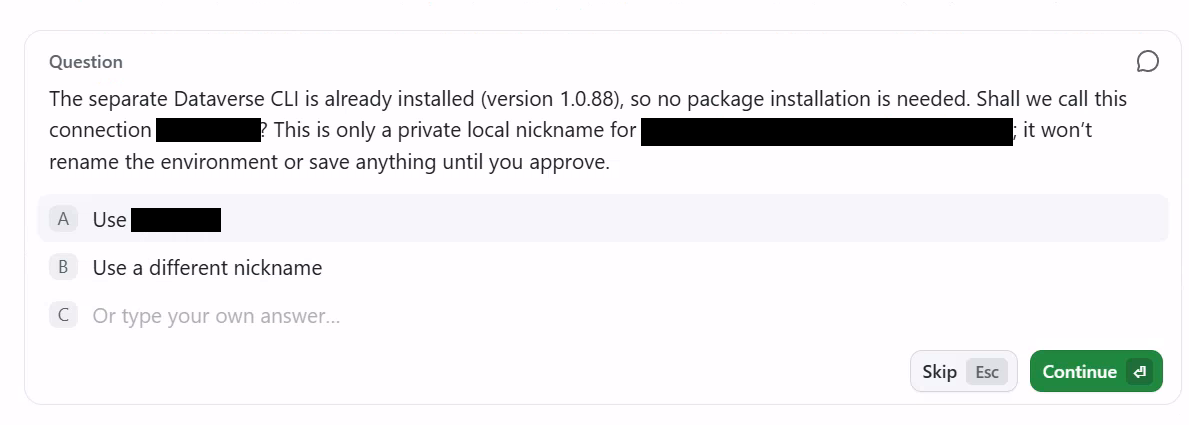 Question
The separate Dataverse CLI is already installed (version 1.0.88), so no package installation is needed. Shall we call this
connection ? This is only a private local nickname for ; it won’t
rename the environment or save anything until you approve.
A Use
B Use a different nickname
C Or type your own answer...
Skip Esc Continue